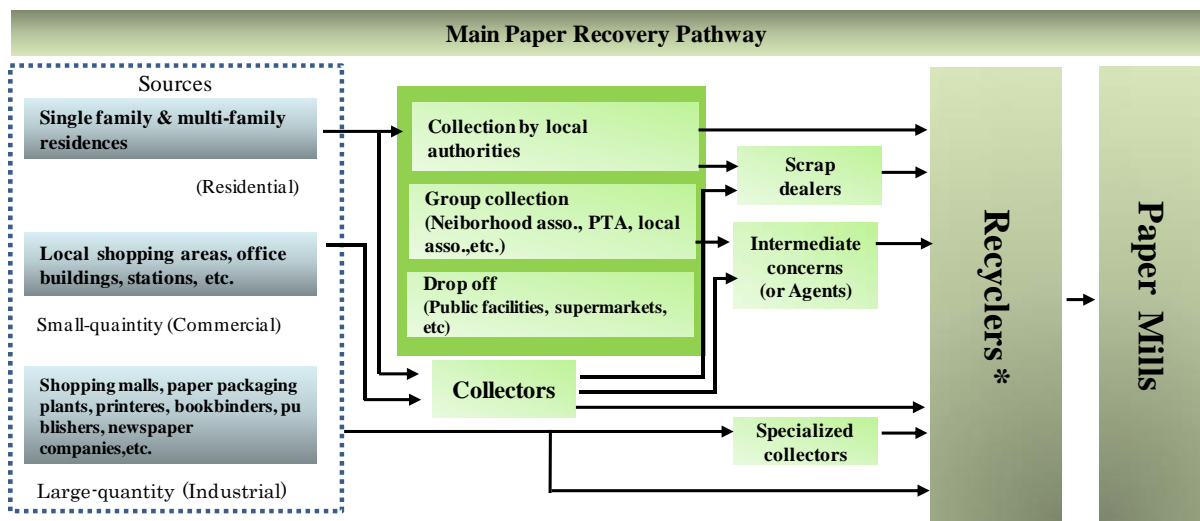 Main Paper Recovery Pathway
Sources
Single family & multi-family
residences
(Residential)
Local shopping areas, office
buildings, stations, etc.
Small-quaintity (Commercial)
Shopping malls, paper packaging
plants, printeres, bookbinders, pu
blishers, newspaper
companies,etc.
Large-quantity (Industrial)
Collection by local
authorities
Group collection
(Neiborhood asso., PTA, local
asso.,etc.)
Drop off
(Public facilities, supermarkets,
etc)
Collectors
Scrap
dealers
Intermediate
concerns
(or Agents)
Specialized
collectors
Recyclers*
Paper Mills